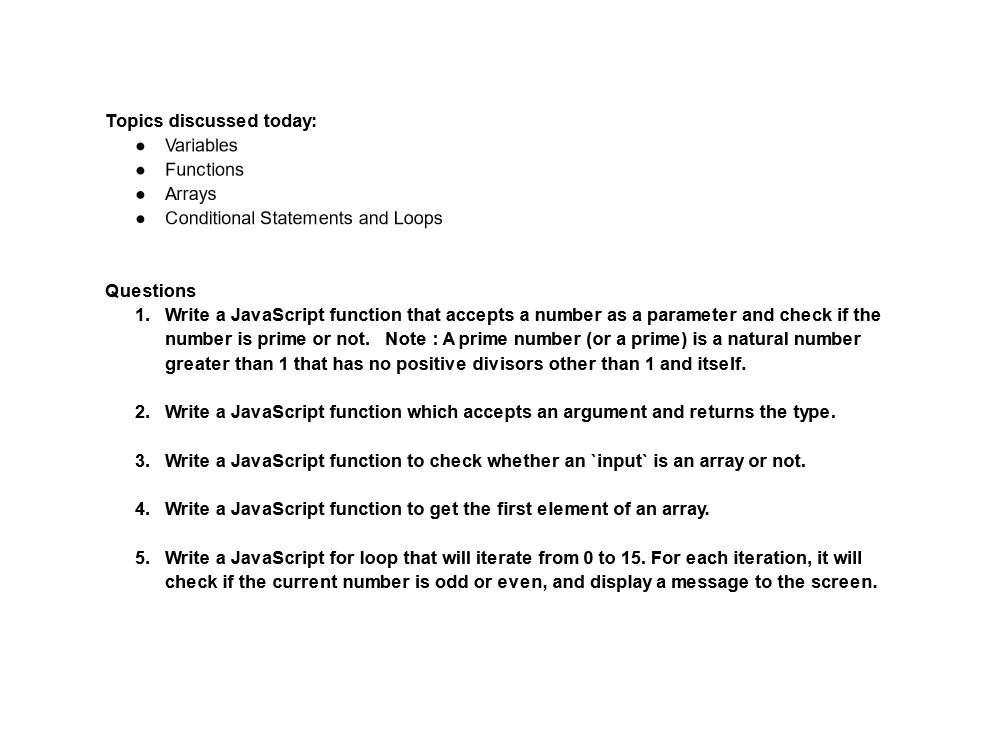 Topics discussed today:
● Variables
● Functions
● Arrays
● Conditional Statements and Loops
Questions
1. Write a JavaScript function that accepts a number as a parameter and check if the
number is prime or not. Note : A prime number (or a prime) is a natural number
greater than 1 that has no positive divisors other than 1 and itself.
2. Write a JavaScript function which accepts an argument and returns the type.
3. Write a JavaScript function to check whether an `input` is an array or not.
4. Write a JavaScript function to get the first element of an array.
5. Write a JavaScript for loop that will iterate from 0 to 15. For each iteration, it will
check if the current number is odd or even, and display a message to the screen.